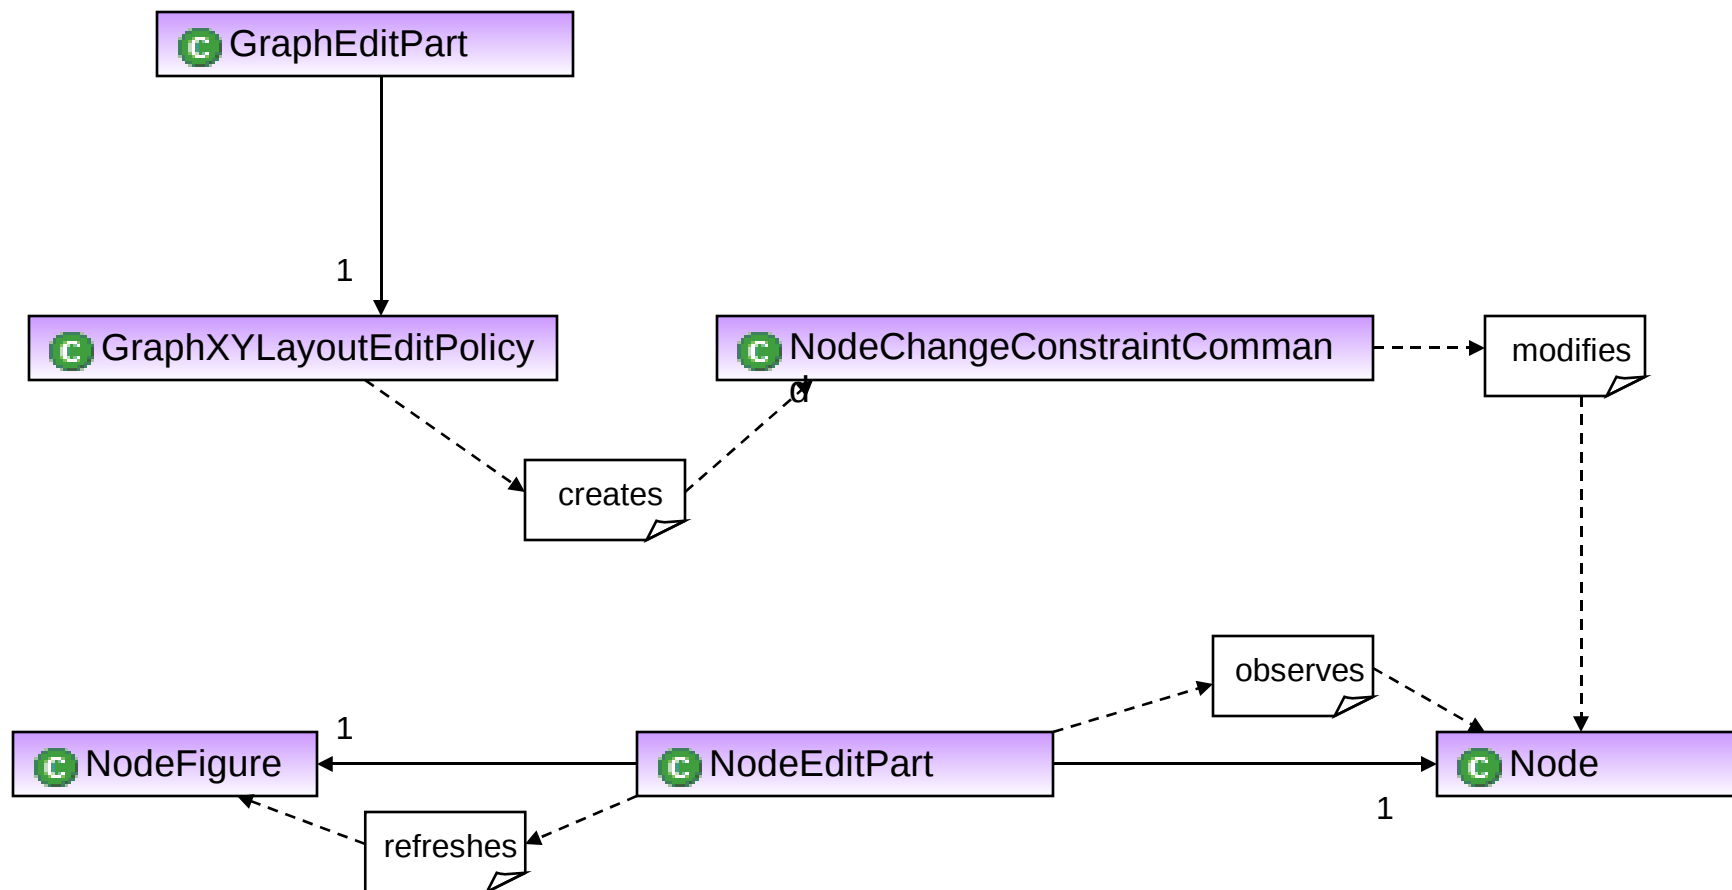 GraphEditPart
1
GraphXYLayoutEditPolicy
NodeChangeConstraintComman
d
modifies
creates
observes
1
NodeFigure
NodeEditPart
Node
1
refreshes